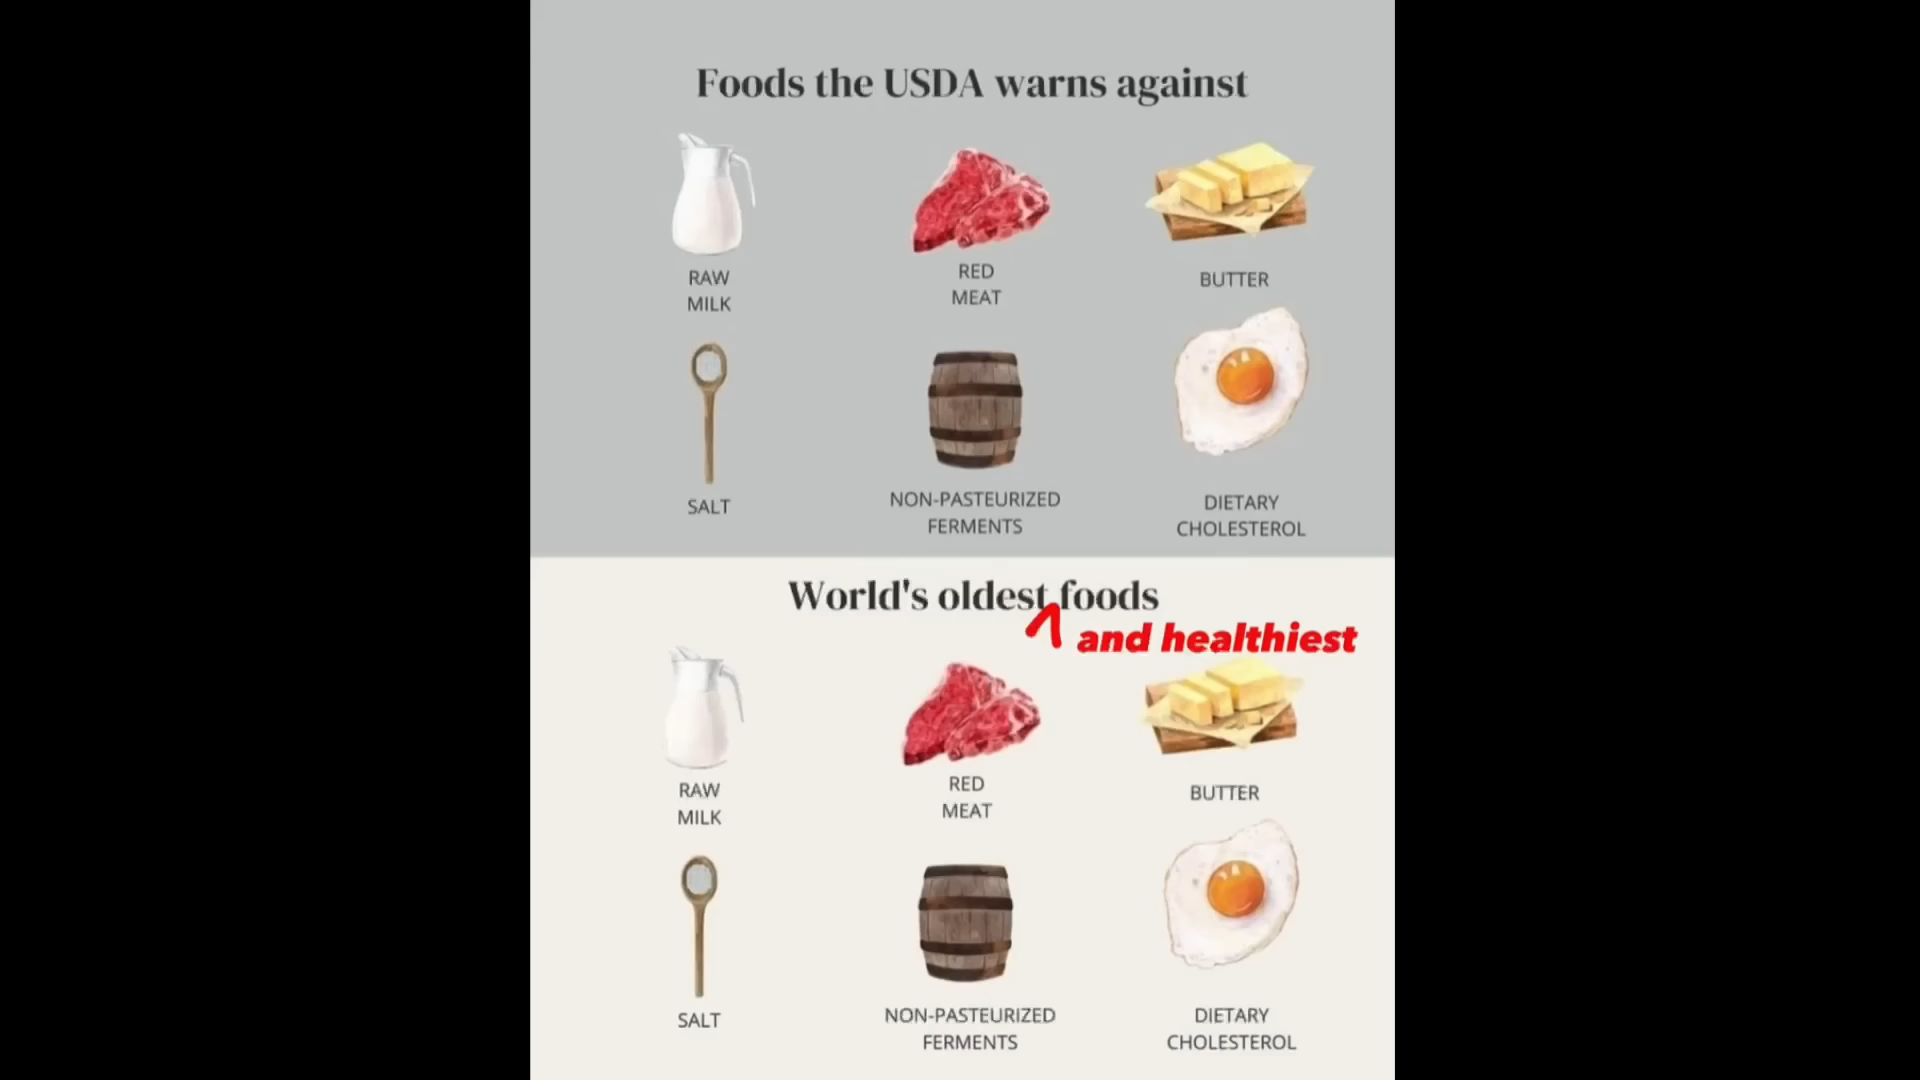 Foods the USDA warns against
RAW
MILK
RED
MEAT
BUTTER
SALT
NON-PASTEURIZED
FERMENTS
DIETARY
CHOLESTEROL
World's oldest foods
and healthiest
RAW
MILK
RED
MEAT
BUTTER
SALT
NON-PASTEURIZED
FERMENTS
DIETARY
CHOLESTEROL